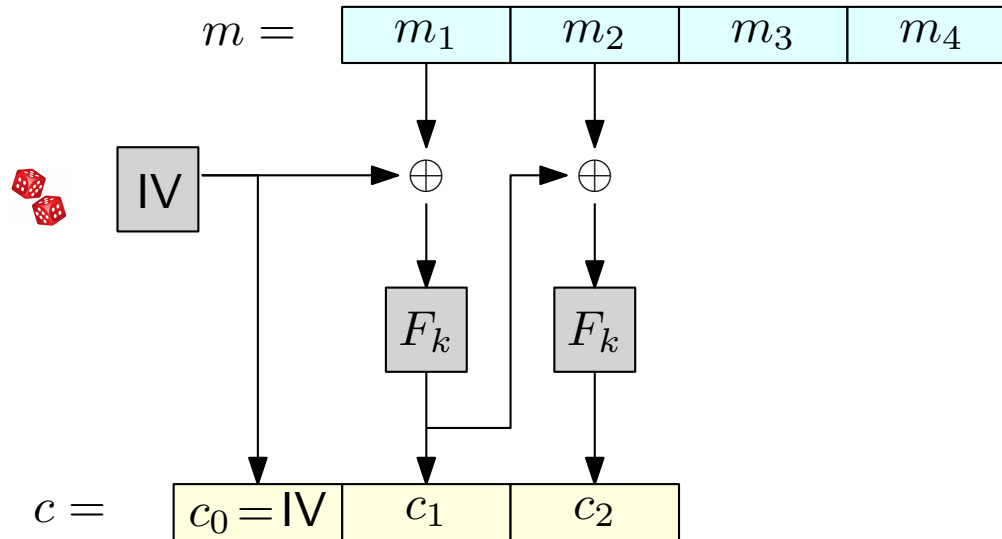 m = m₁ m₂ m₃ m₄
IV
Fₖ Fₖ
c = c₀ = IV c₁ c₂